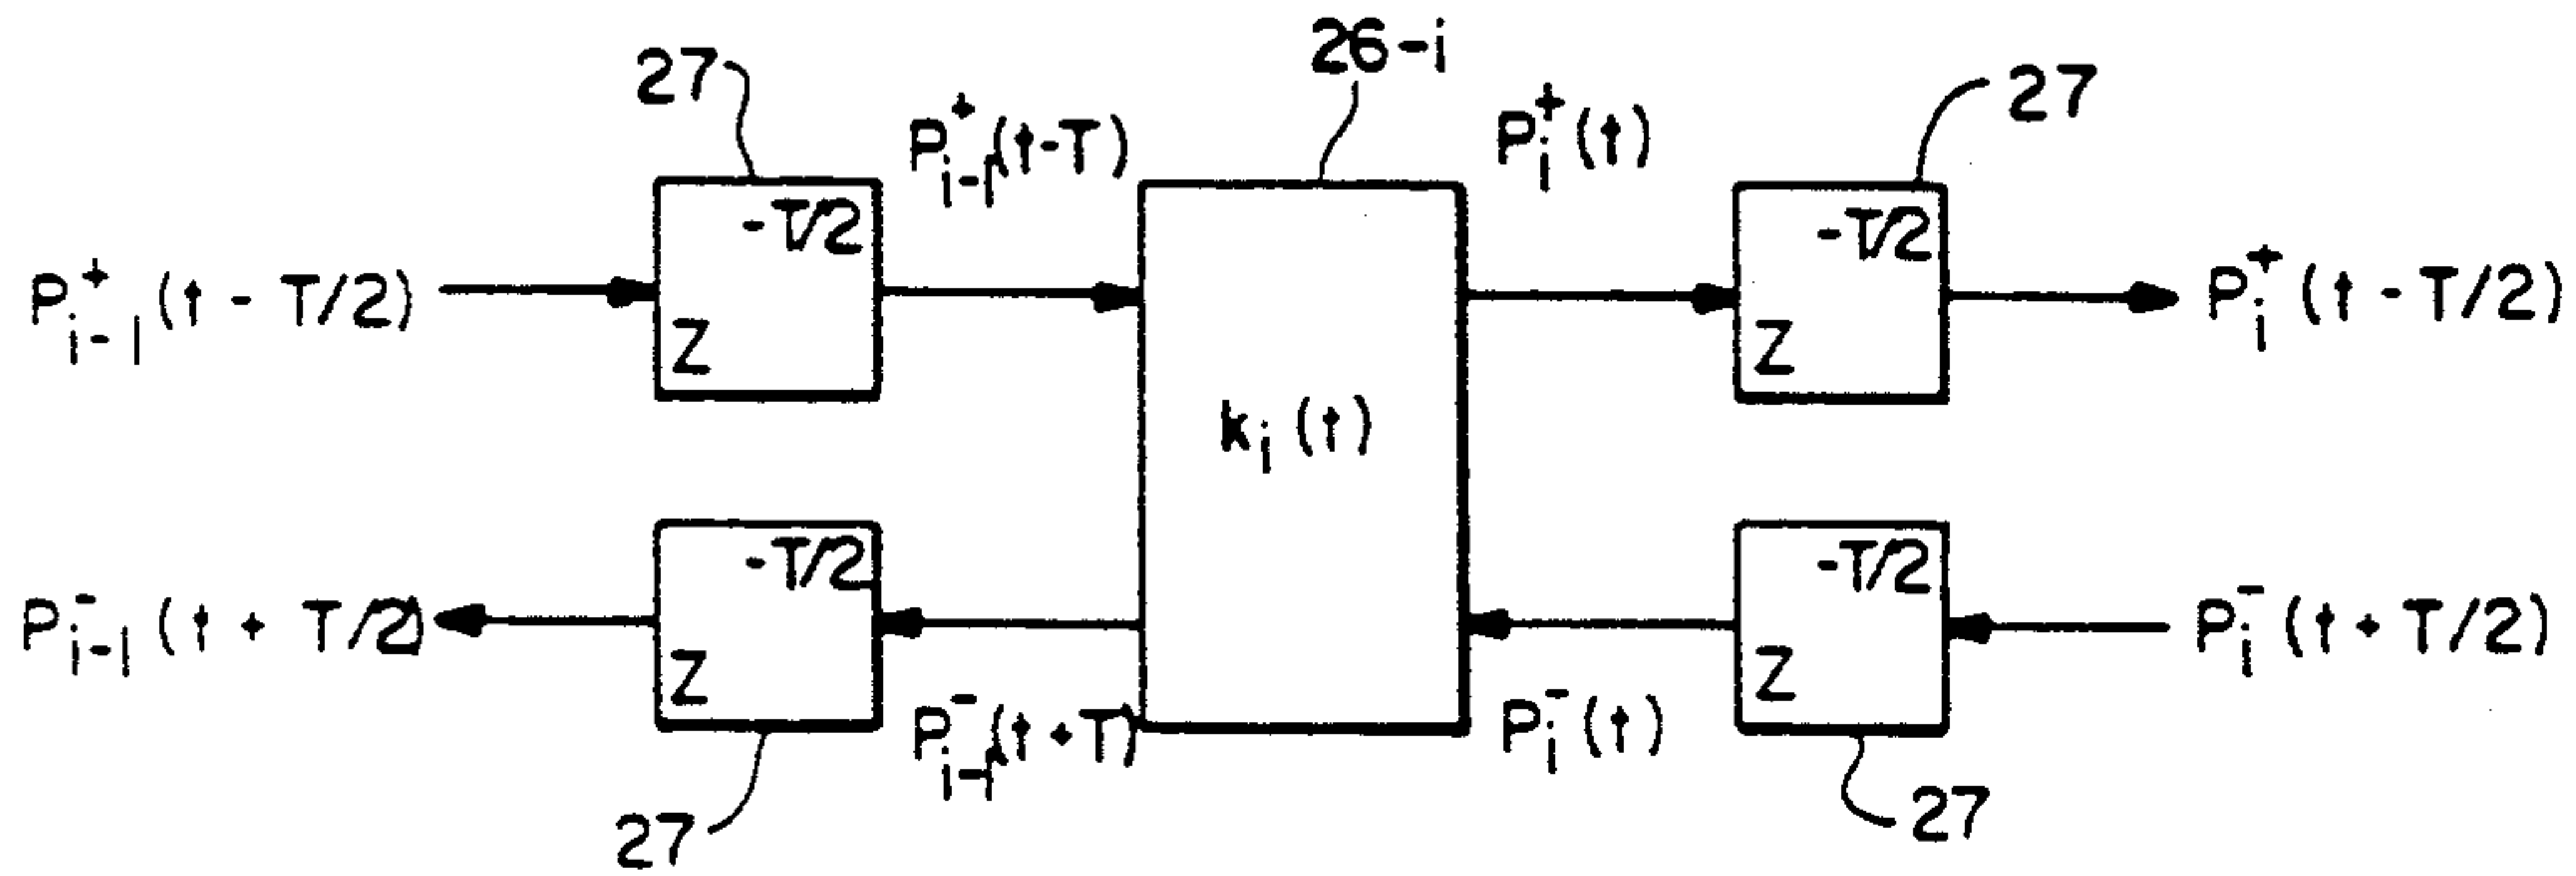 26-i
27
27
P⁺ᵢ₋₁(t-T)
P⁺ᵢ(t)
-T/2
Z
-T/2
Z
P⁺ᵢ₋₁(t - T/2)
P⁺ᵢ(t - T/2)
kᵢ(t)
-T/2
Z
-T/2
Z
P⁻ᵢ₋₁(t + T/2)
P⁻ᵢ(t + T/2)
P⁻ᵢ₋₁(t + T)
P⁻ᵢ(t)
27
27